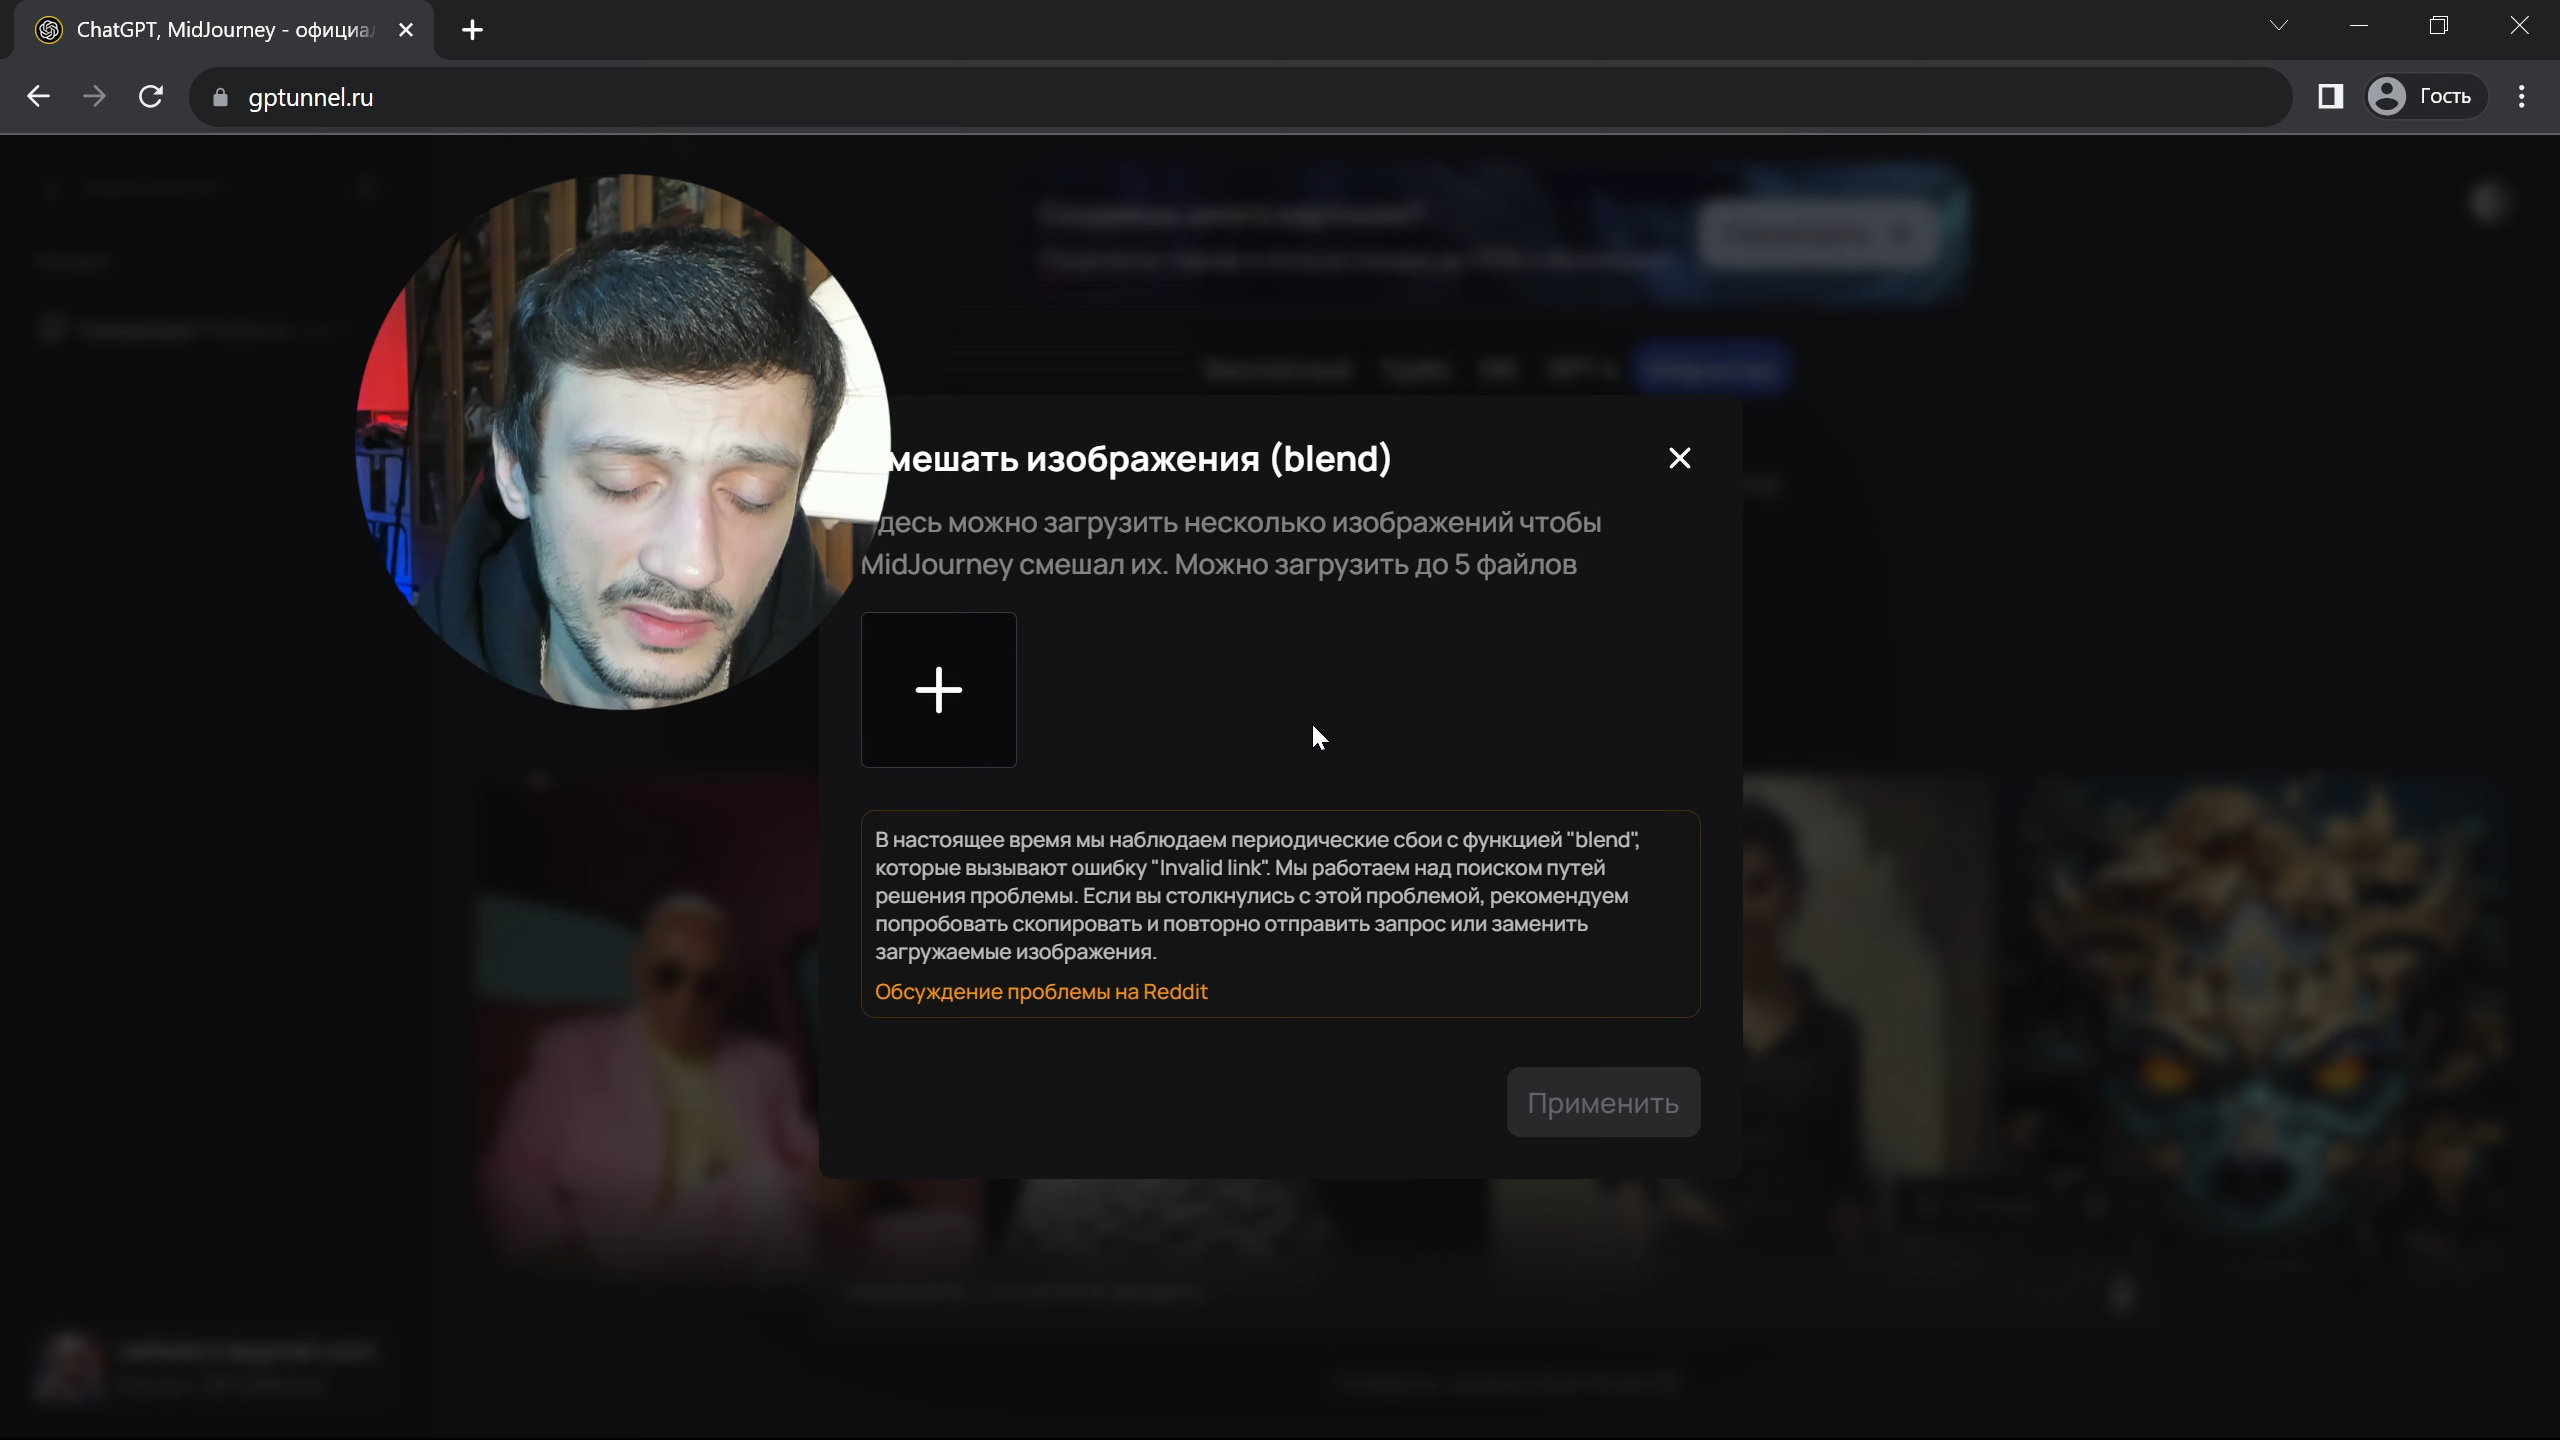 ChatGPT, MidJourney - официал
gptunnel.ru
Гость
мешать изображения (blend)
десь можно загрузить несколько изображений чтобы
MidJourney смешал их. Можно загрузить до 5 файлов
В настоящее время мы наблюдаем периодические сбои с функцией "blend",
которые вызывают ошибку "Invalid link". Мы работаем над поиском путей
решения проблемы. Если вы столкнулись с этой проблемой, рекомендуем
попробовать скопировать и повторно отправить запрос или заменить
загружаемые изображения.
Обсуждение проблемы на Reddit
Применить